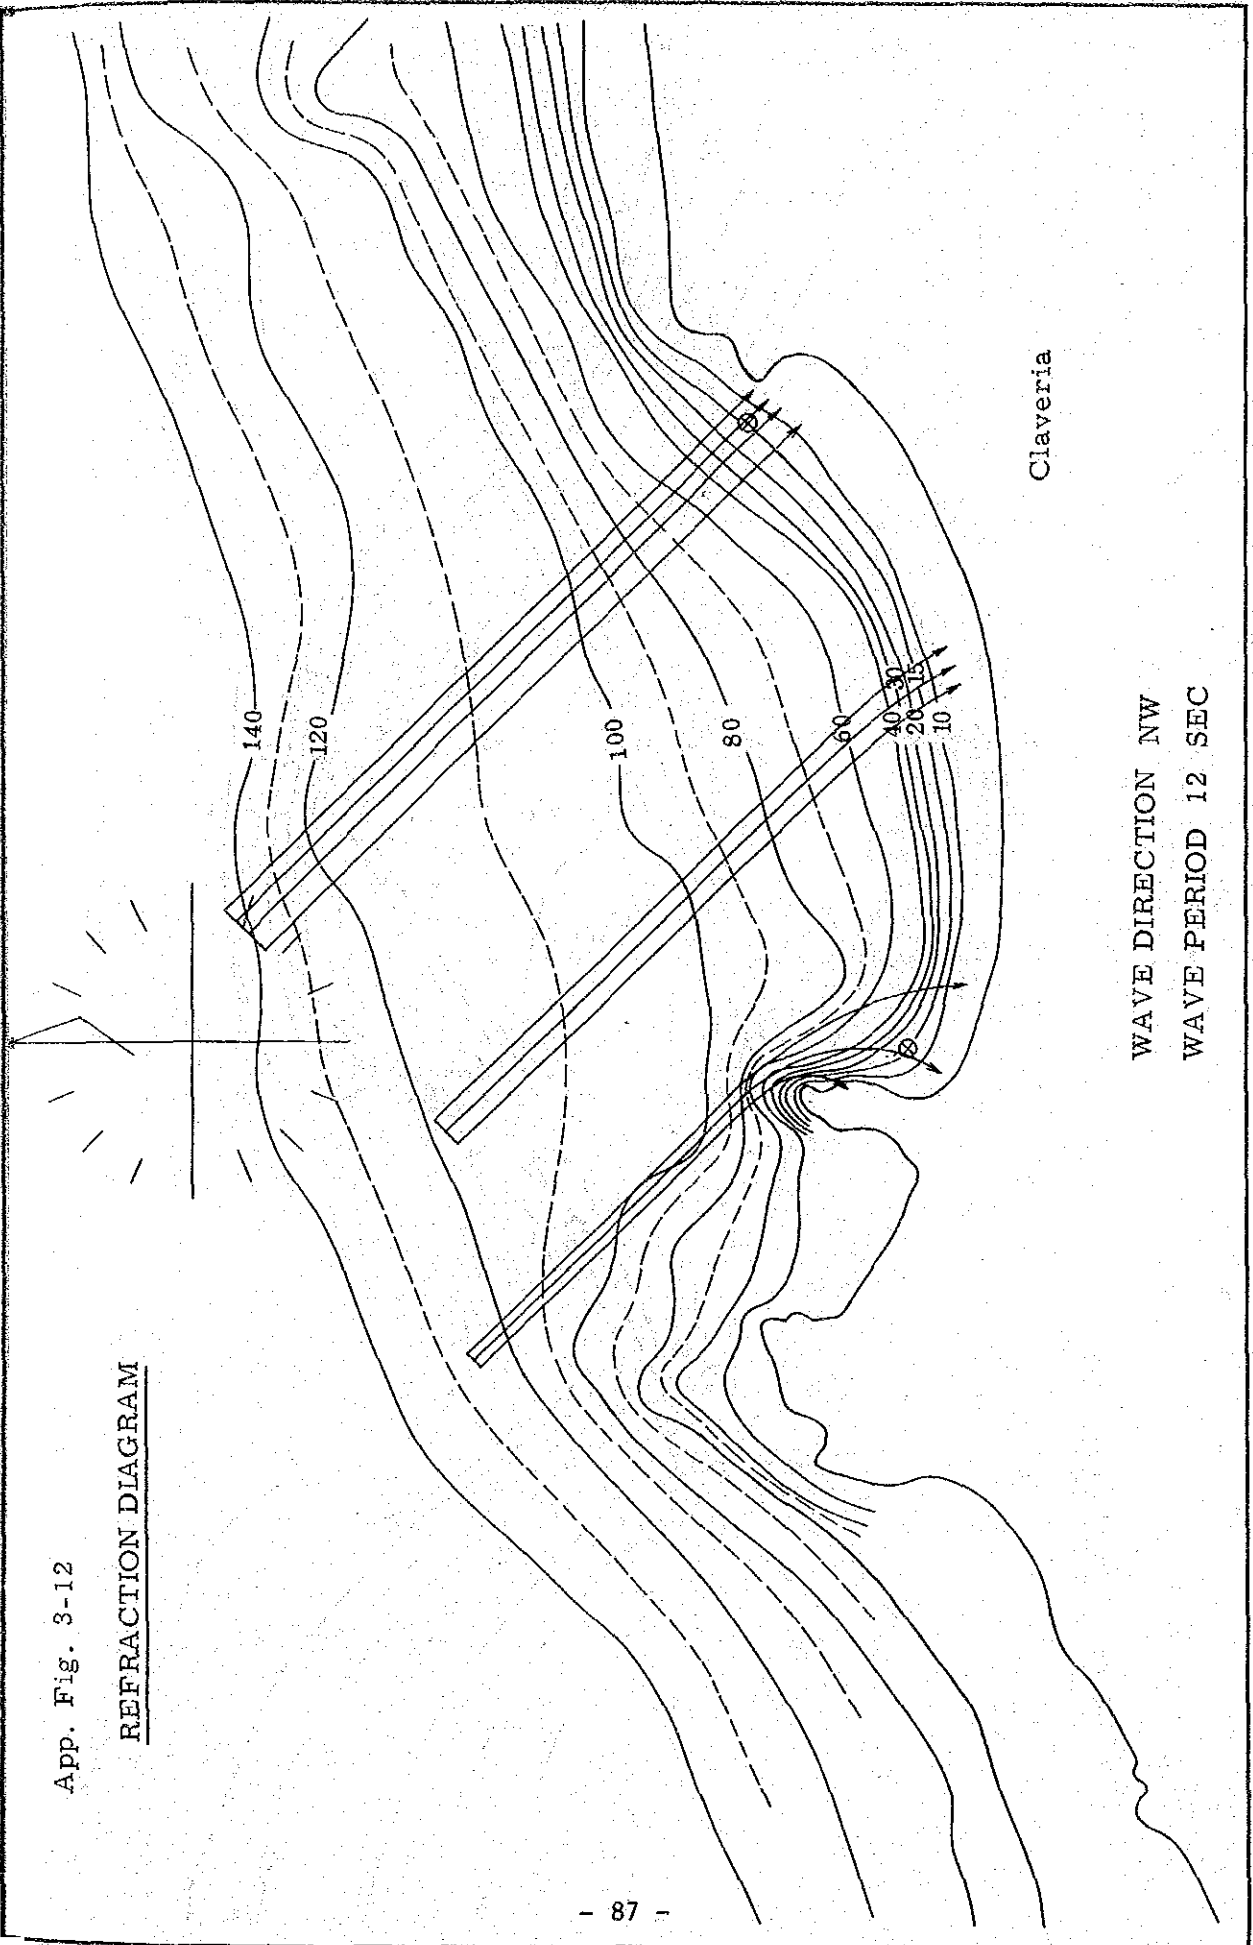 App. Fig. 3-12
REFRACTION DIAGRAM
140
120
100
80
60
40
30
20
15
10
Claveria
WAVE DIRECTION NW
WAVE PERIOD 12 SEC
- 87 -